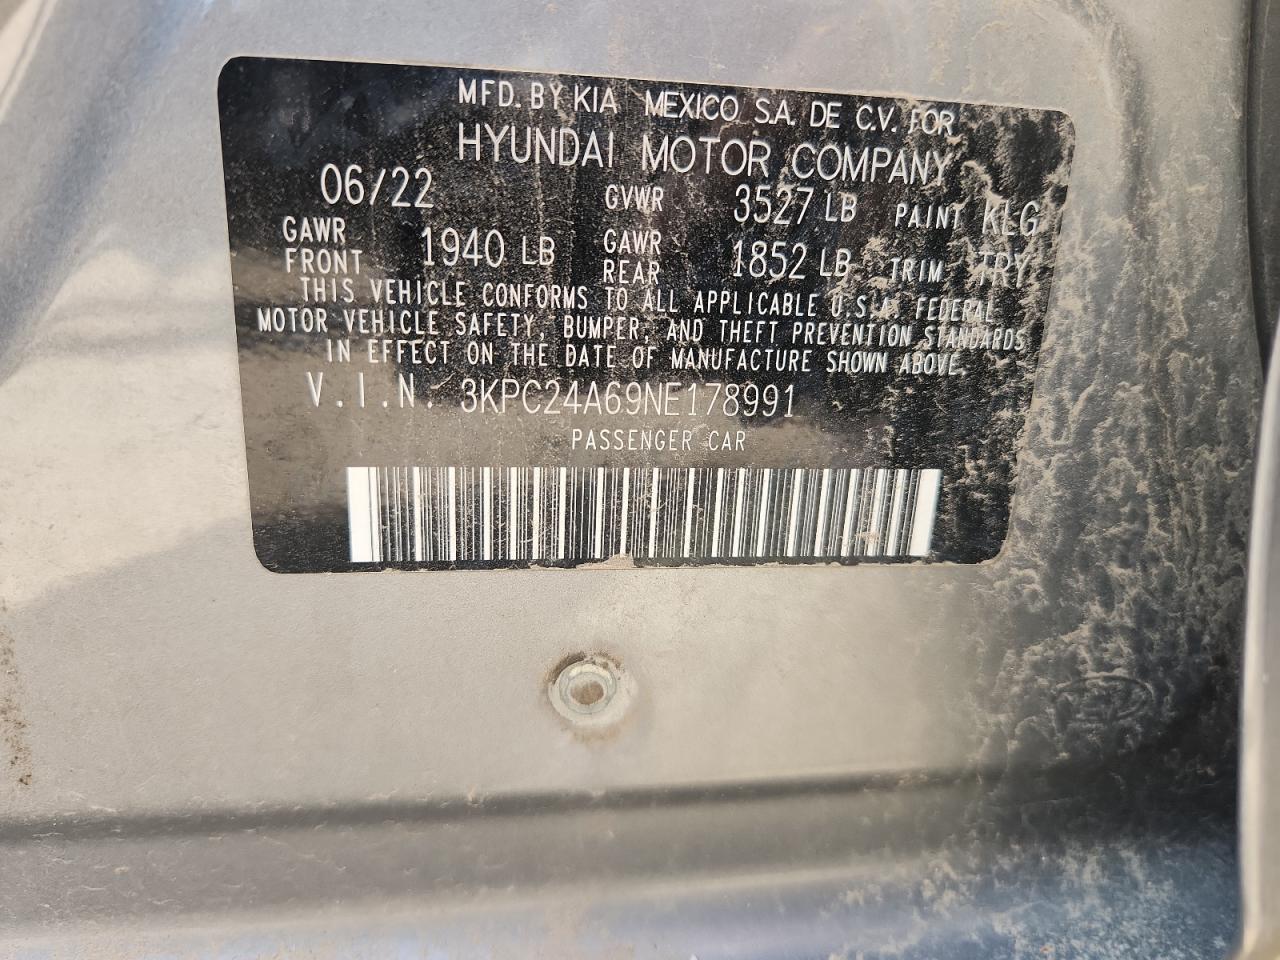 MFD. BY KIA MEXICO S.A. DE C.V. FOR
HYUNDAI MOTOR COMPANY
06/22 GVWR 3527 LB PAINT KLG
GAWR FRONT 1940 LB GAWR REAR 1852 LB TRIM TRY
THIS VEHICLE CONFORMS TO ALL APPLICABLE U.S.A. FEDERAL
MOTOR VEHICLE SAFETY, BUMPER, AND THEFT PREVENTION STANDARDS
IN EFFECT ON THE DATE OF MANUFACTURE SHOWN ABOVE.
V.I.N. 3KPC24A69NE178991
PASSENGER CAR